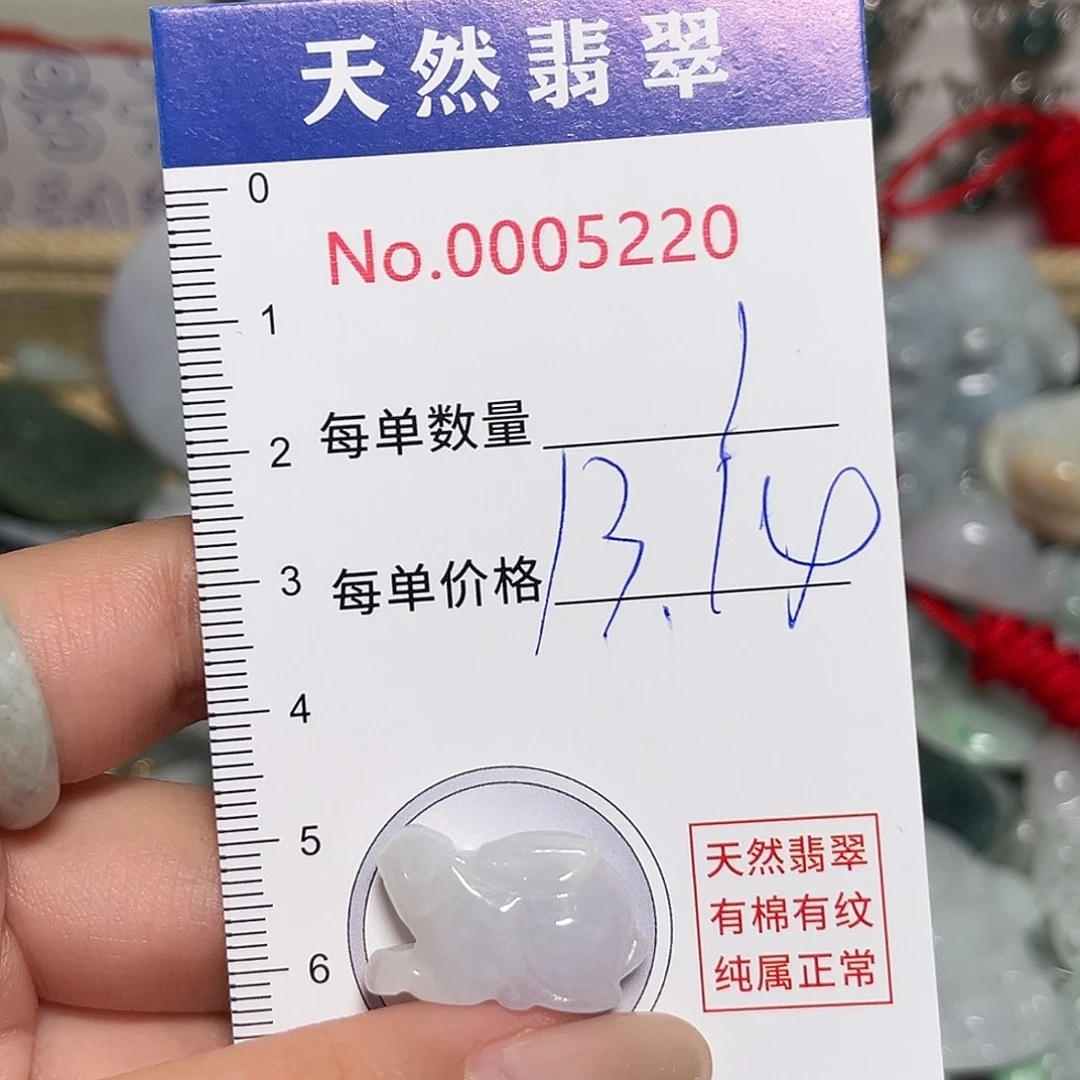 天然翡翠
0
No.0005220
1
每单数量 1
2
每单价格 13.14
3
4
5
6
天然翡翠
有棉有纹
纯属正常